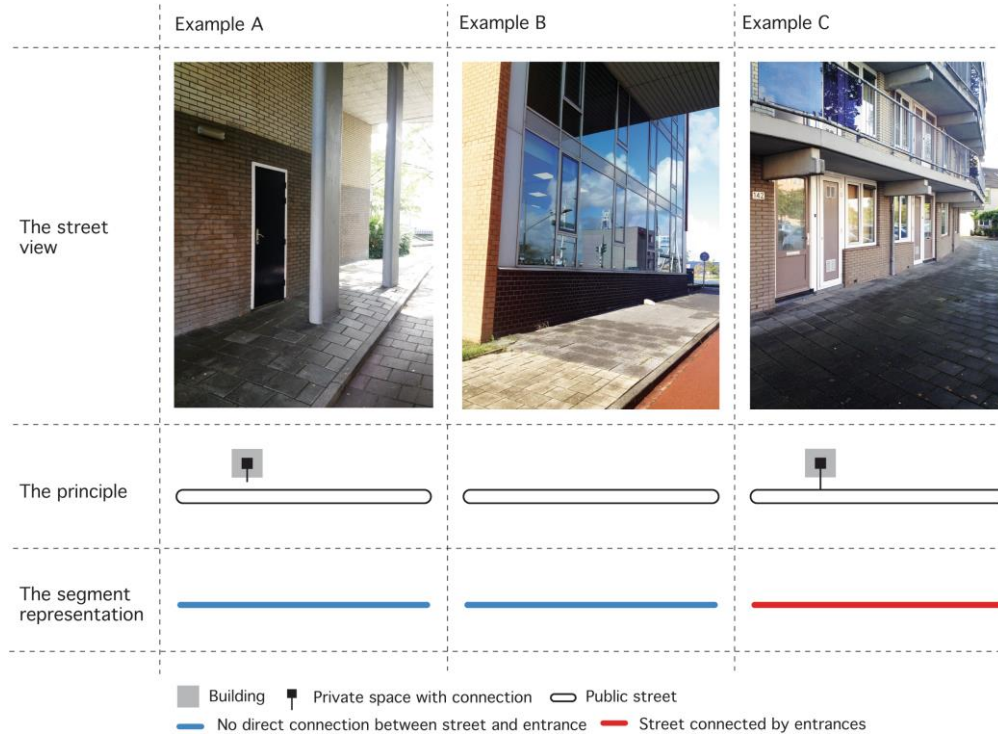 Example A
Example B
Example C
The street
view
142
The principle
The segment
representation
Building
Private space with connection
Public street
No direct connection between street and entrance
Street connected by entrances